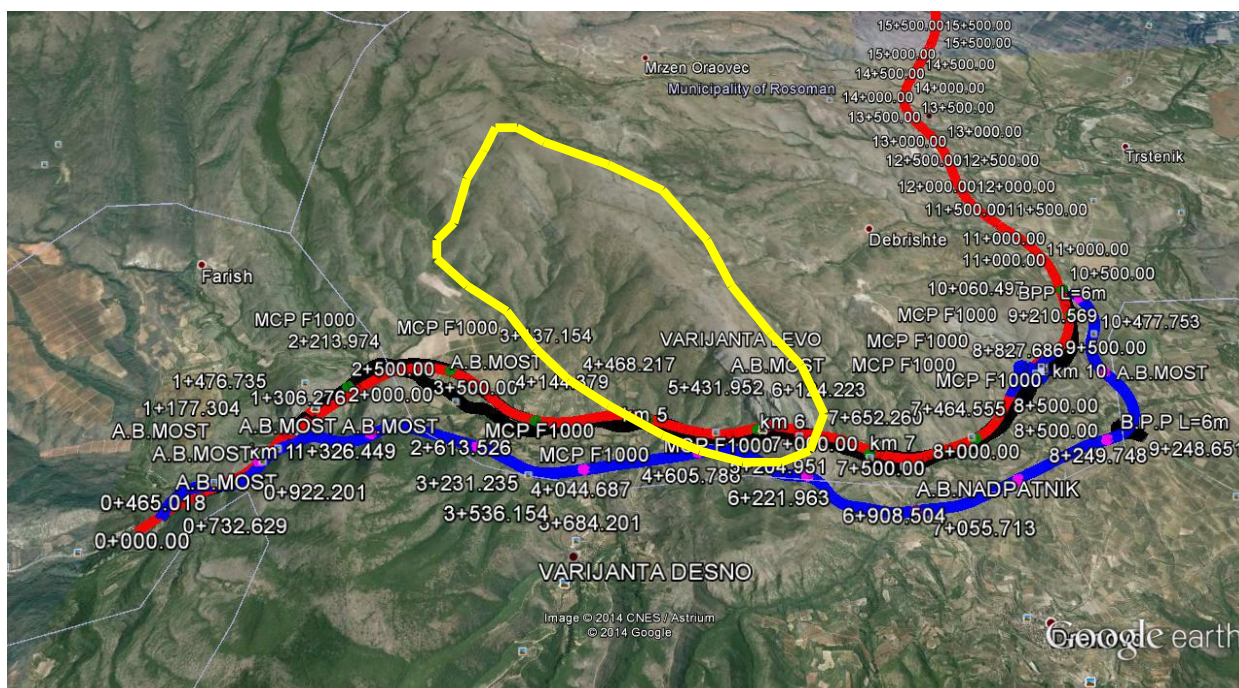 15+500.00 15+500.00
15+500.00
15+000.00
14+500.00
14+500.00
14+000.00
14+000.00
13+500.00
13+500.00
13+000.00
13+000.00
12+500.00 12+500.00
12+000.00 12+000.00
11+500.00 11+500.00
11+000.00
11+000.00
11+000.00
10+500.00
10+060.497
BPP L=6m
9+210.569
10+477.753
Mrzen Oraovec
Municipality of Rosoman
Trstenik
Debrishte
Farish
MCP F1000
2+213.974
MCP F1000
3+137.154
VARIJANTA LEVO
MCP F1000
8+827.686
9+500.00
1+476.735
2+500.00
A.B.MOST
4+468.217
A.B.MOST
MCP F1000
MCP F1000
km 10
A.B.MOST
1+177.304
1+306.276
2+000.00
3+500.00
4+144.379
5+431.952
6+124.223
7+464.555
8+500.00
A.B.MOST
A.B.MOST
A.B.MOST
MCP F1000
km 5
km 6
7+652.260
8+500.00
B.P.P L=6m
A.B.MOST
km 1
1+326.449
2+613.526
MCP F1000
MCP F1000
7+000.00
km 7
8+000.00
8+249.748
9+248.651
A.B.MOST
0+922.201
3+231.235
4+044.687
4+605.788
5+204.951
7+500.00
0+465.018
0+732.629
0+000.00
3+536.154
3+684.201
6+221.963
6+908.504
A.B.NADPATNIK
7+055.713
VARIJANTA DESNO
Image © 2014 CNES / Astrium
© 2014 Google
Google earth